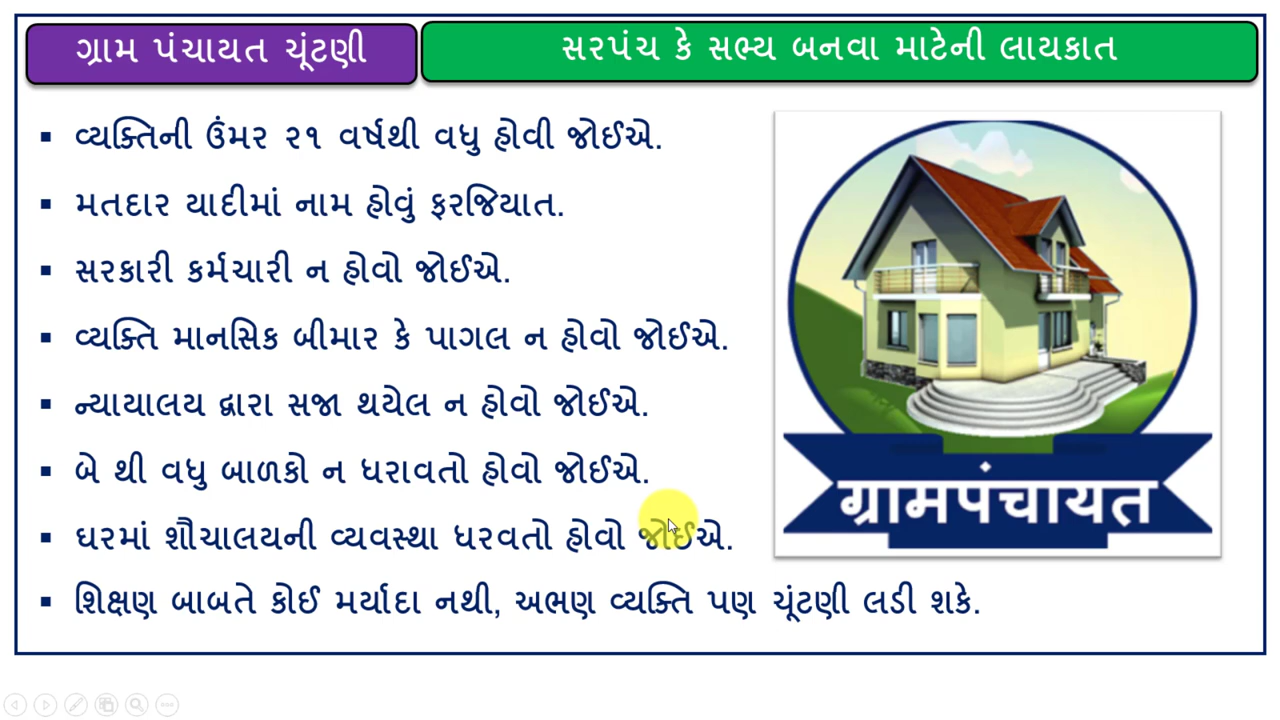 ગ્રામ પંચાયત ચૂંટણી
સરપંચ કે સભ્ય બનવા માટેની લાયકાત
▪ વ્યક્તિની ઉંમર ૨૧ વર્ષથી વધુ હોવી જોઈએ.
▪ મતદાર યાદીમાં નામ હોવું ફરજિયાત.
▪ સરકારી કર્મચારી ન હોવો જોઈએ.
▪ વ્યક્તિ માનસિક બીમાર કે પાગલ ન હોવો જોઈએ.
▪ ન્યાયાલય દ્વારા સજા થયેલ ન હોવો જોઈએ.
▪ બે થી વધુ બાળકો ન ધરાવતો હોવો જોઈએ.
▪ ઘરમાં શૌચાલયની વ્યવસ્થા ધરવતો હોવો જોઈએ.
▪ શિક્ષણ બાબતે કોઈ મર્યાદા નથી, અભણ વ્યક્તિ પણ ચૂંટણી લડી શકે.
ग्रामपंचायत